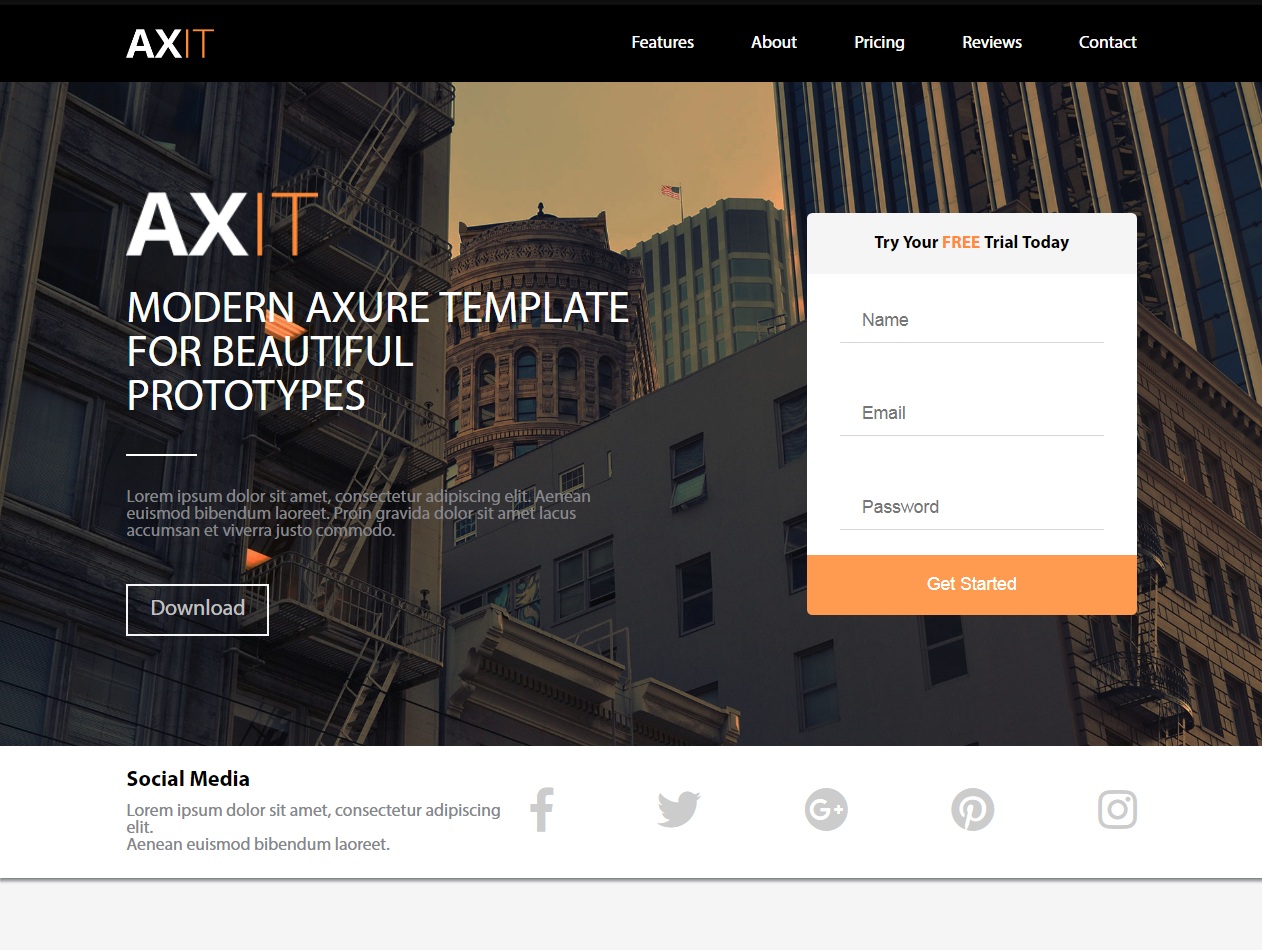 AXIT
Features
About
Pricing
Reviews
Contact
AXIT
MODERN AXURE TEMPLATE
FOR BEAUTIFUL
PROTOTYPES
Lorem ipsum dolor sit amet, consectetur adipiscing elit. Aenean
euismod bibendum laoreet. Proin gravida dolor sit amet lacus
accumsan et viverra justo commodo.
Download
Try Your FREE Trial Today
Name
Email
Password
Get Started
Social Media
Lorem ipsum dolor sit amet, consectetur adipiscing
elit.
Aenean euismod bibendum laoreet.